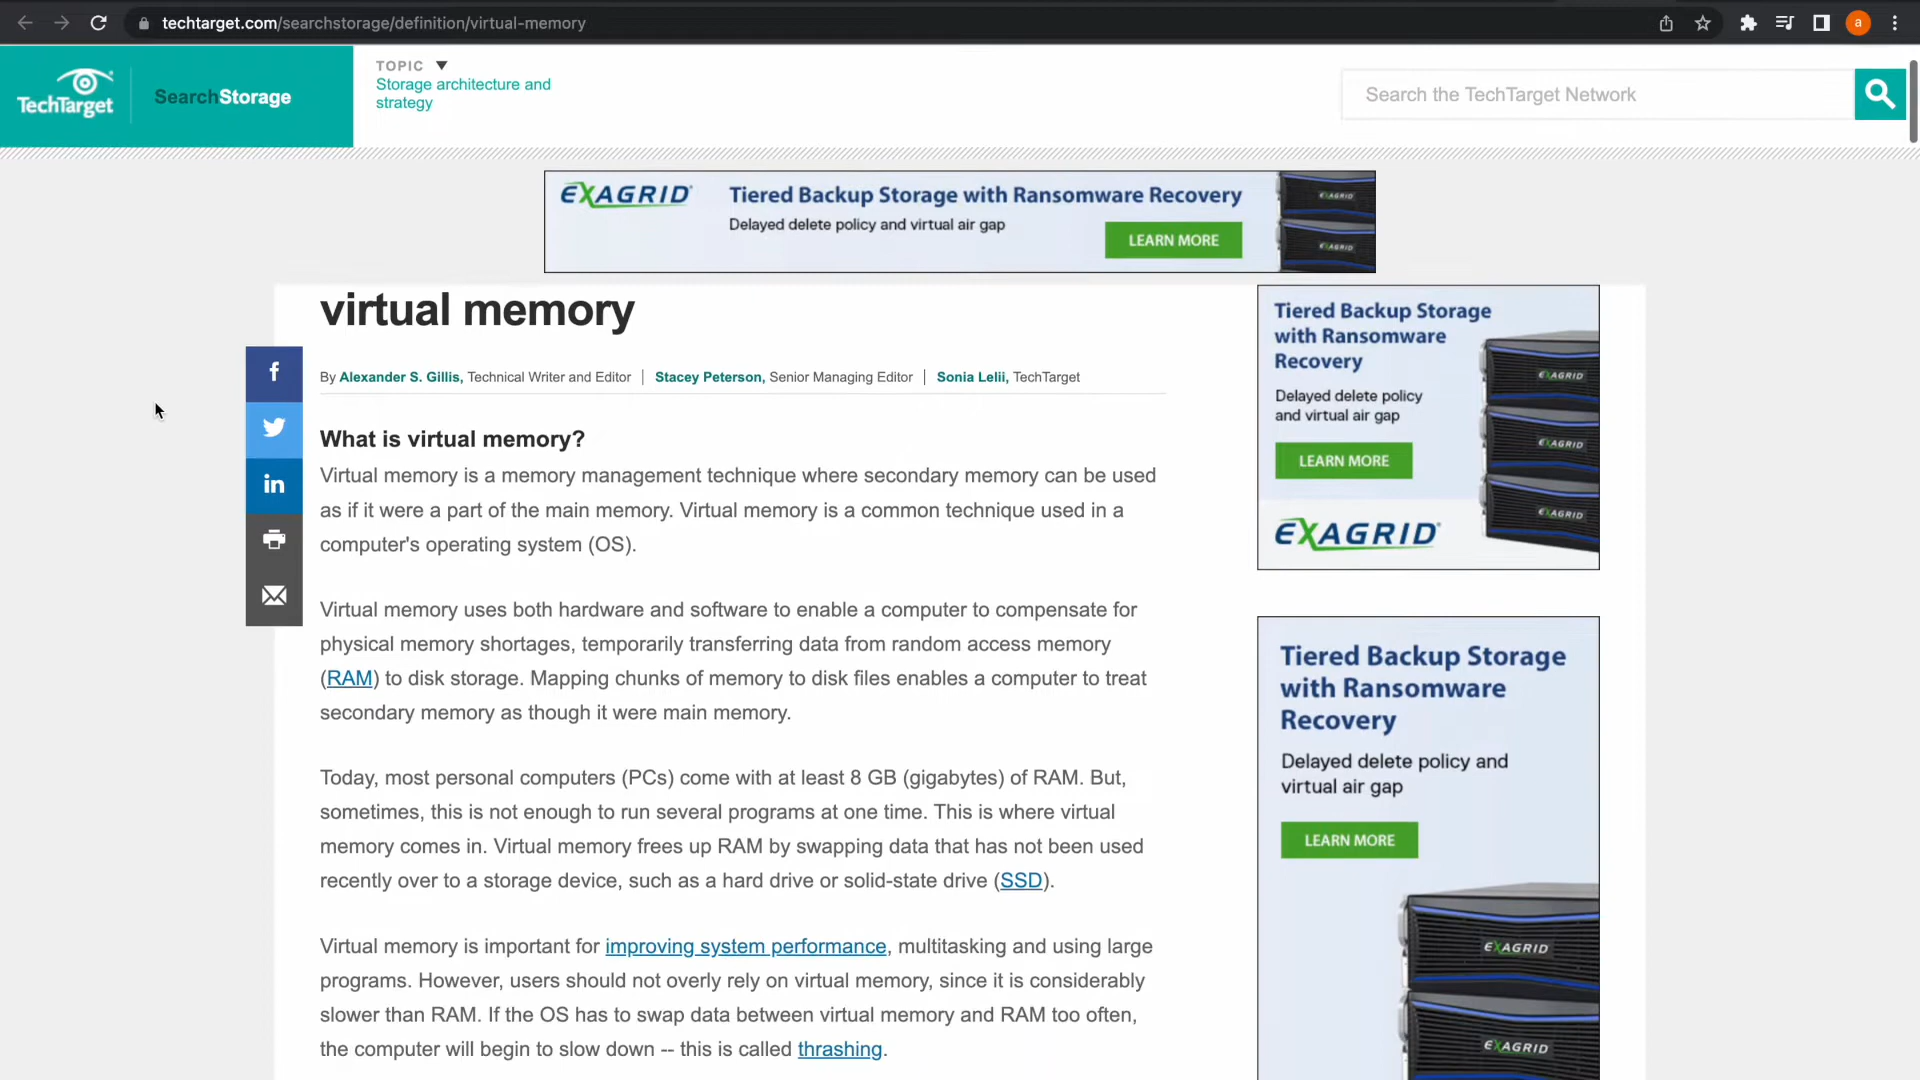 techtarget.com/searchstorage/definition/virtual-memory
a
TechTarget
SearchStorage
TOPIC ▼
Storage architecture and
strategy
Search the TechTarget Network
EXAGRID
Tiered Backup Storage with Ransomware Recovery
Delayed delete policy and virtual air gap
LEARN MORE
EXAGRID
EXAGRID
virtual memory
By Alexander S. Gillis, Technical Writer and Editor | Stacey Peterson, Senior Managing Editor | Sonia Lelii, TechTarget
What is virtual memory?
Virtual memory is a memory management technique where secondary memory can be used
as if it were a part of the main memory. Virtual memory is a common technique used in a
computer's operating system (OS).
Virtual memory uses both hardware and software to enable a computer to compensate for
physical memory shortages, temporarily transferring data from random access memory
(RAM) to disk storage. Mapping chunks of memory to disk files enables a computer to treat
secondary memory as though it were main memory.
Today, most personal computers (PCs) come with at least 8 GB (gigabytes) of RAM. But,
sometimes, this is not enough to run several programs at one time. This is where virtual
memory comes in. Virtual memory frees up RAM by swapping data that has not been used
recently over to a storage device, such as a hard drive or solid-state drive (SSD).
Virtual memory is important for improving system performance, multitasking and using large
programs. However, users should not overly rely on virtual memory, since it is considerably
slower than RAM. If the OS has to swap data between virtual memory and RAM too often,
the computer will begin to slow down -- this is called thrashing.
f
in
Tiered Backup Storage
with Ransomware
Recovery
Delayed delete policy
and virtual air gap
LEARN MORE
EXAGRID
EXAGRID
EXAGRID
EXAGRID
Tiered Backup Storage
with Ransomware
Recovery
Delayed delete policy and
virtual air gap
LEARN MORE
EXAGRID
EXAGRID